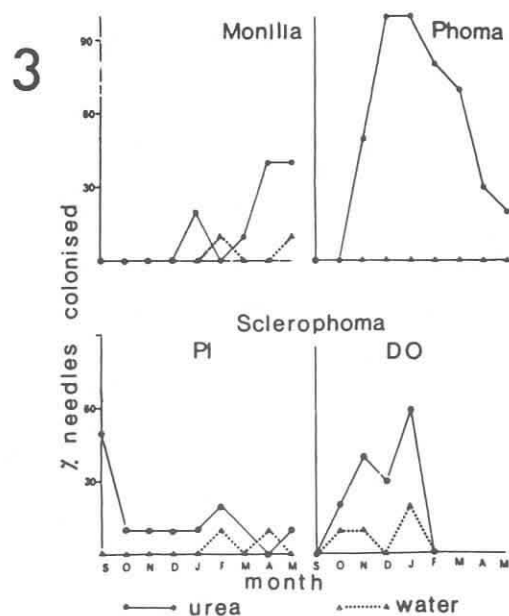 3
Monilia
Phoma
90
60
30
% needles colonised
Sclerophoma
PI
DO
60
30
S O N D J F M A M
S O N D J F M A M
month
urea
water